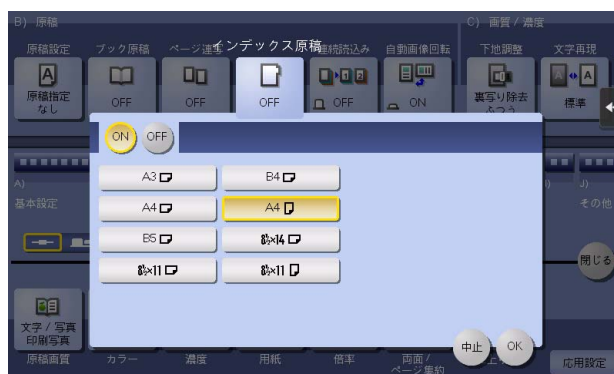 B) 原稿
C) 画質 / 濃度
原稿設定
ブック原稿
ページ連写
インデックス原稿
連続読込み
自動画像回転
下地調整
文字再現
原稿指定
なし
OFF
OFF
OFF
OFF
ON
裏写り除去
ふつう
標準
ON
OFF
A3
B4
A4
A4
B5
8½×14
8½×11
8½×11
A)
J)
基本設定
その他
閉じる
文字 / 写真
印刷写真
中止
OK
原稿画質
カラー
濃度
用紙
倍率
両面 /
ページ集約
応用設定